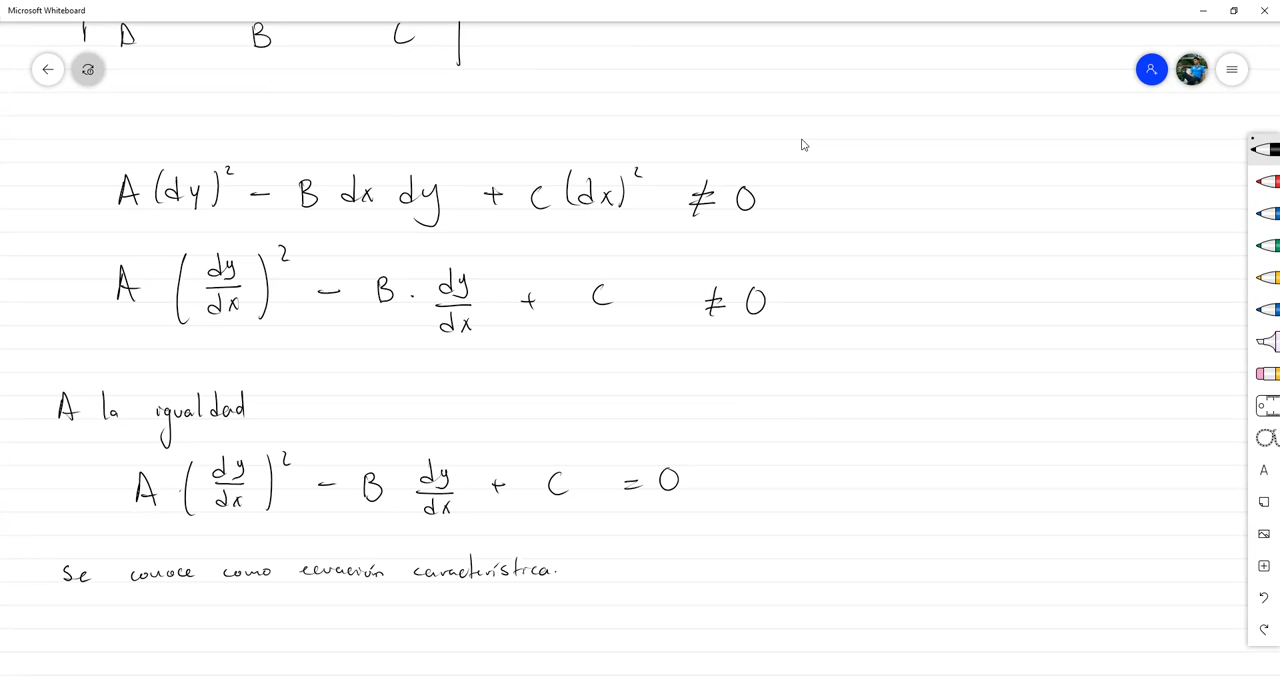 Microsoft Whiteboard
A B C
A (dy)² - B dx dy + C (dx)² ≠ 0
A (dy/dx)² - B · dy/dx + C ≠ 0
A la igualdad
A (dy/dx)² - B dy/dx + C = 0
Se conoce como ecuación característica.
A